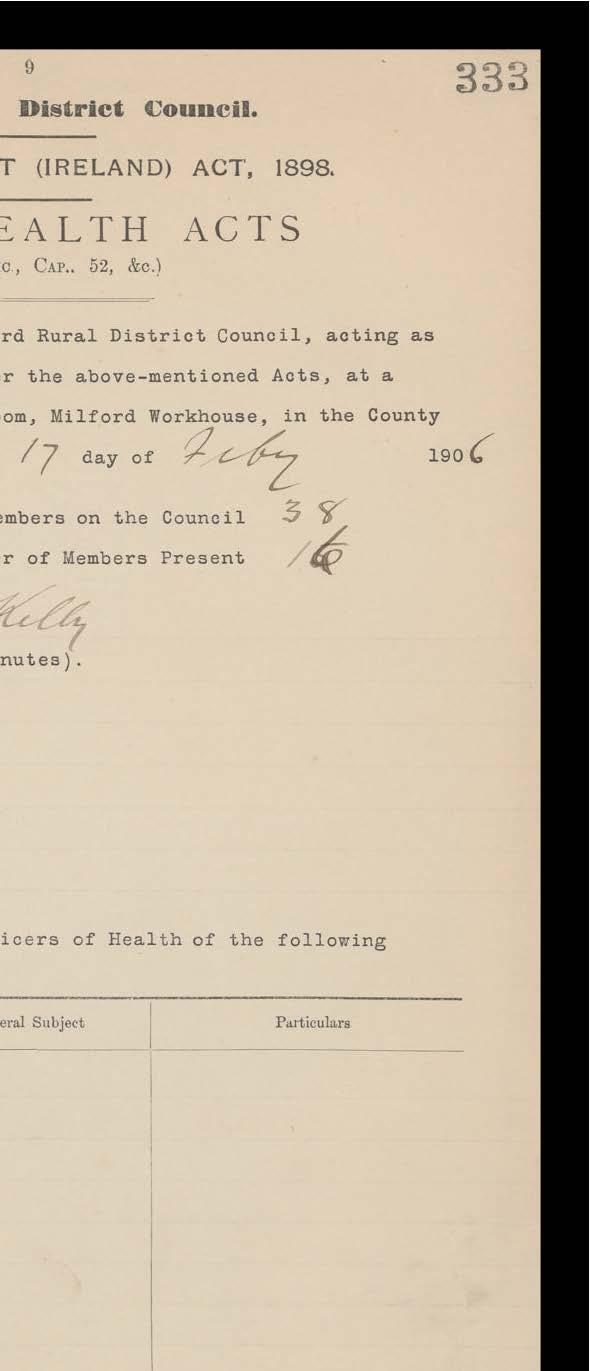 9
333
District Council.
T (IRELAND) ACT, 1898.
EALTH ACTS
c., CAP.. 52, &c.)
rd Rural District Council, acting as
r the above-mentioned Acts, at a
om, Milford Workhouse, in the County
17 day of Feby 1906
embers on the Council 38
r of Members Present 16
Kelly
nutes).
icers of Health of the following
eral Subject Particulars